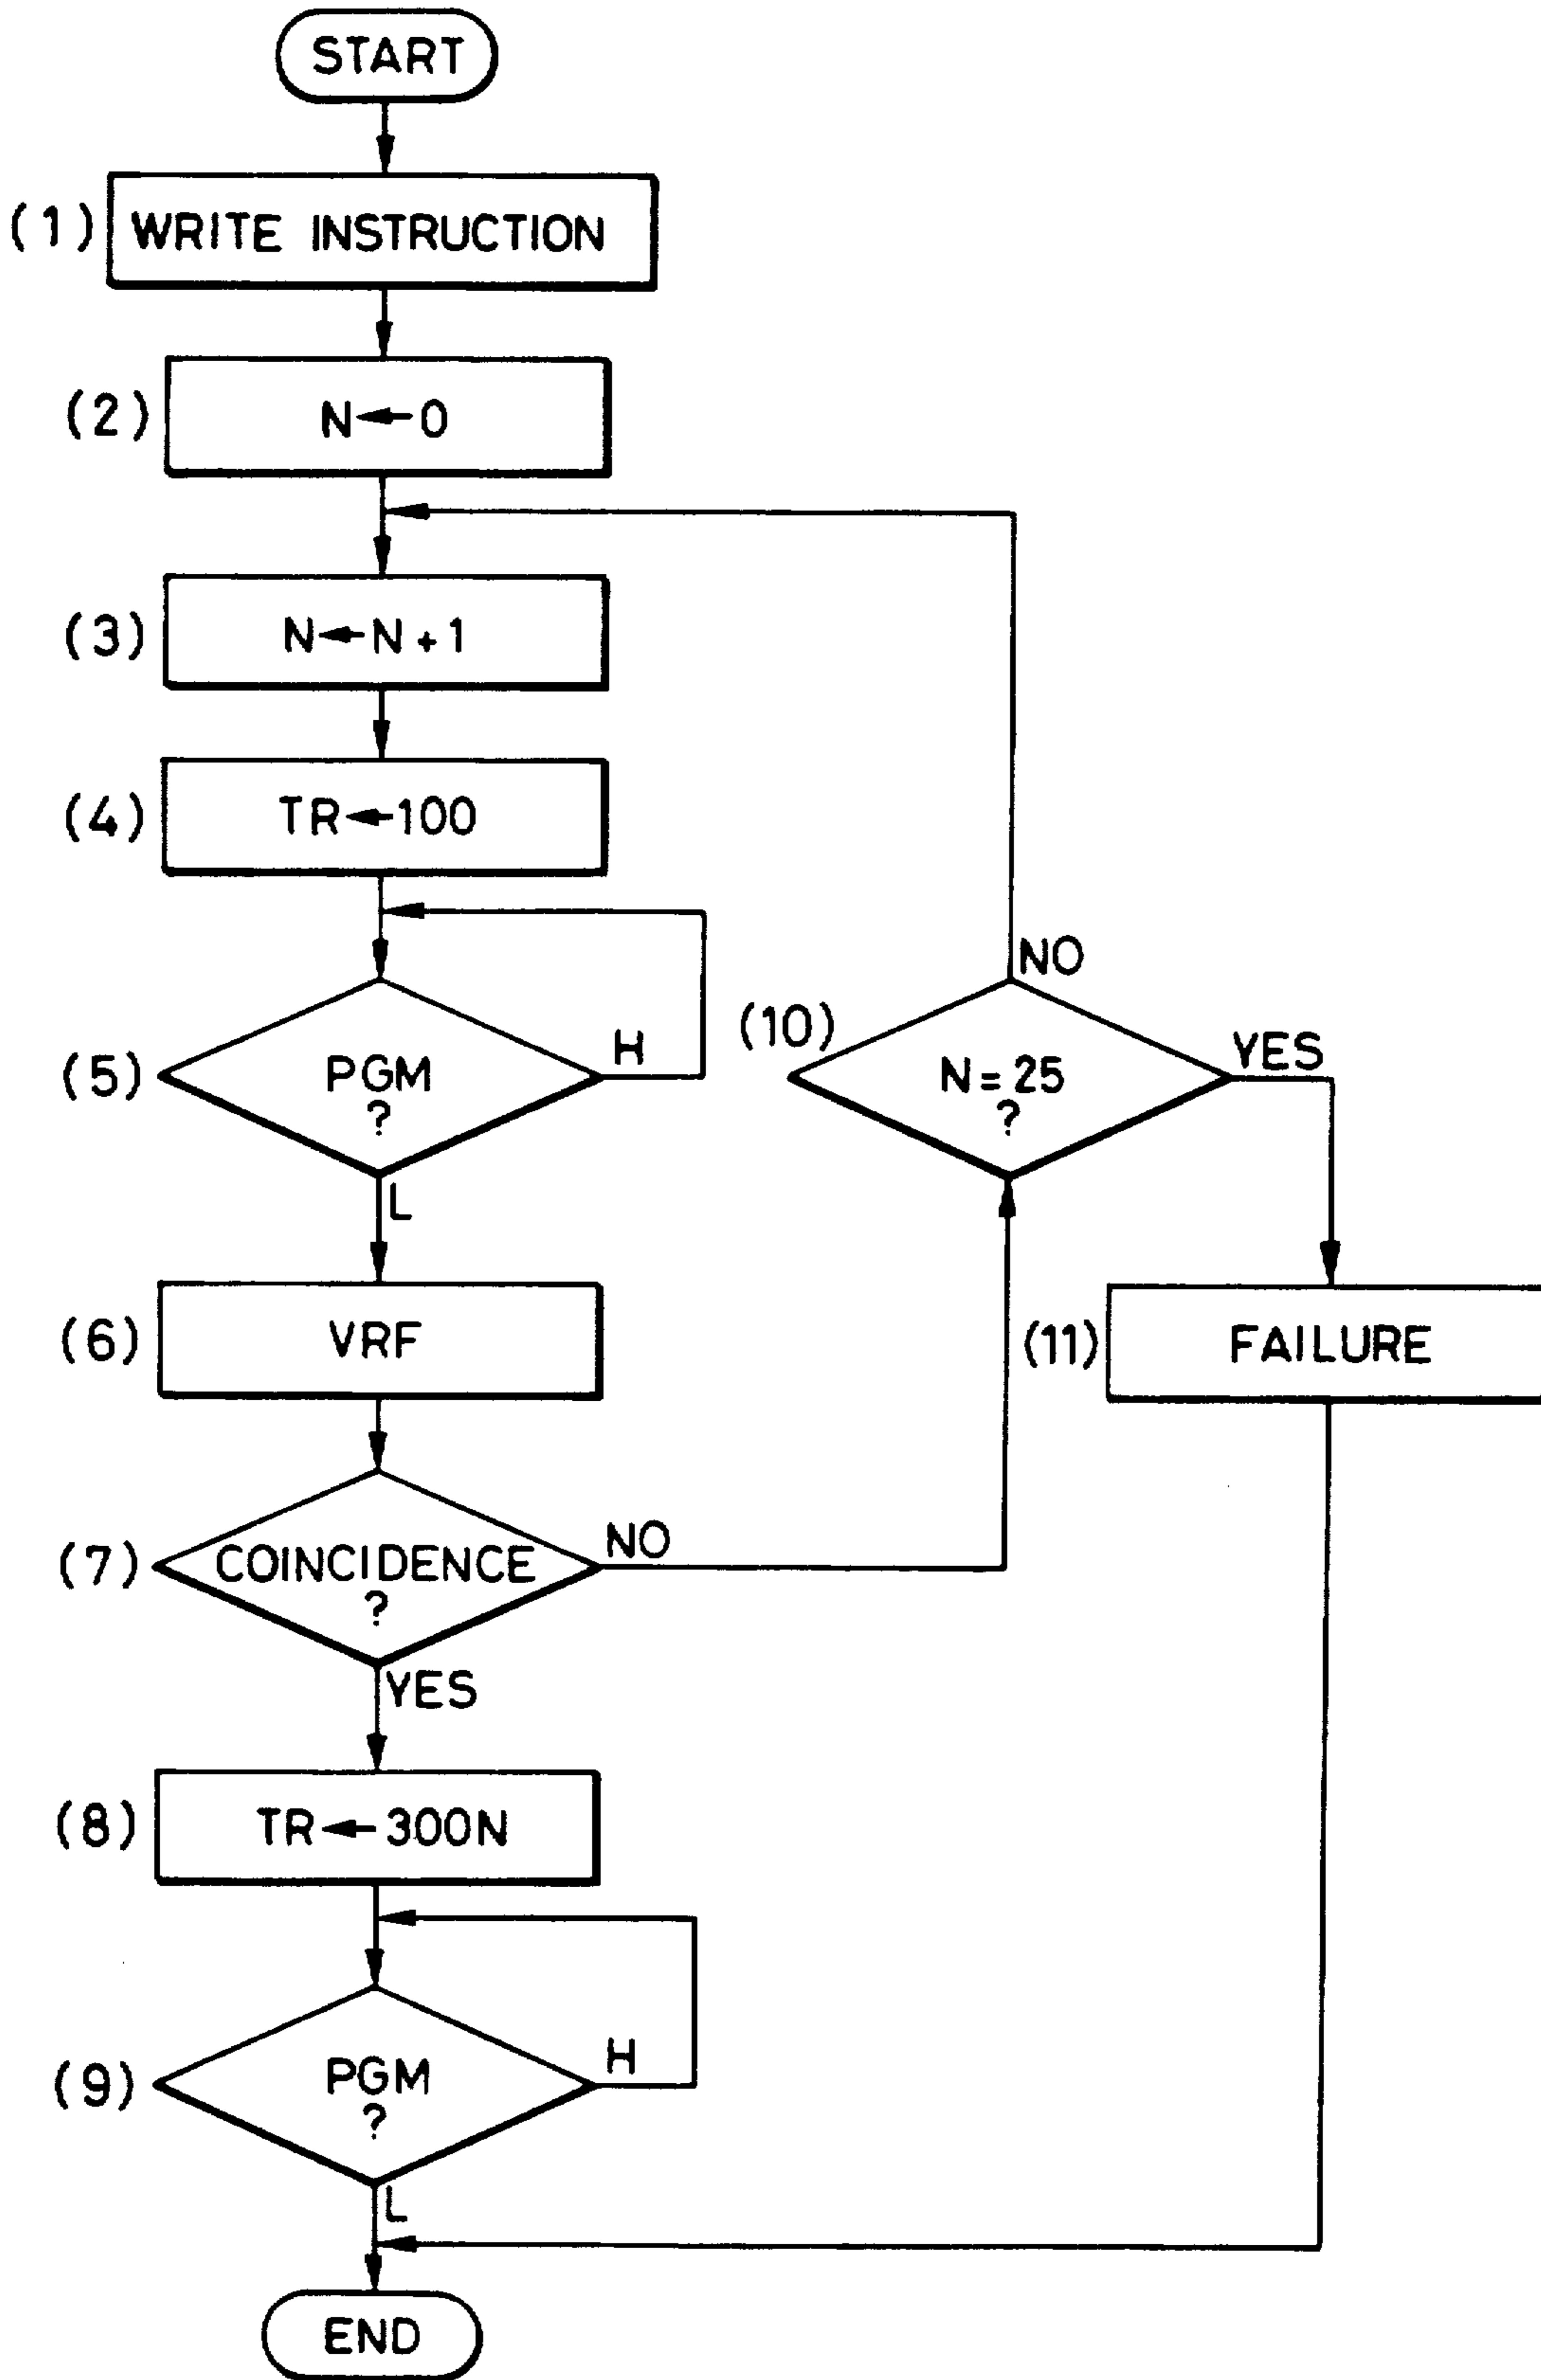 START
(1) WRITE INSTRUCTION
(2) N←0
(3) N←N+1
(4) TR←100
(5) PGM
?
H
L
(6) VRF
(7) COINCIDENCE
?
NO
YES
(8) TR←300N
(9) PGM
?
H
L
END
(10) N=25
?
NO
YES
(11) FAILURE